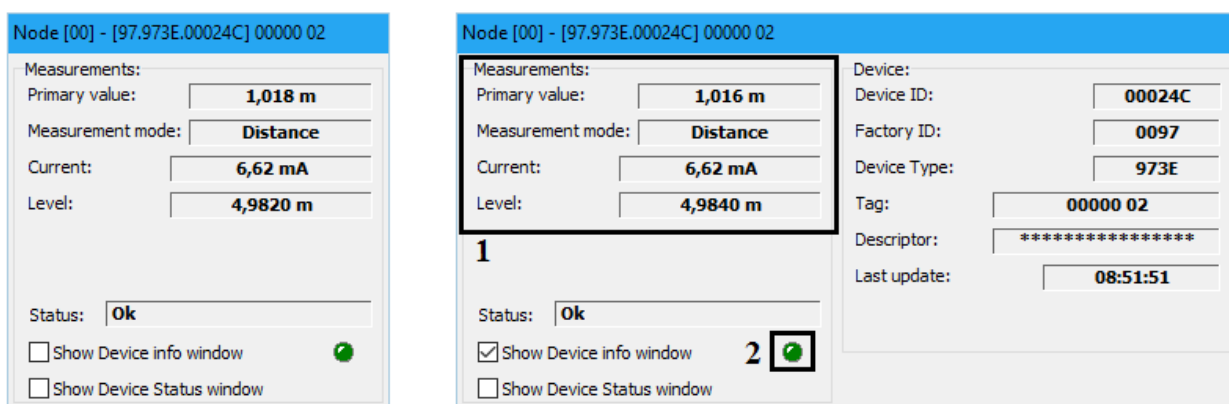 Node [00] - [97.973E.00024C] 00000 02
Measurements:
Primary value: 1,018 m
Measurement mode: Distance
Current: 6,62 mA
Level: 4,9820 m
Status: Ok
Show Device info window
Show Device Status window
Node [00] - [97.973E.00024C] 00000 02
Measurements:
Primary value: 1,016 m
Measurement mode: Distance
Current: 6,62 mA
Level: 4,9840 m
1
Status: Ok
Show Device info window 2
Show Device Status window
Device:
Device ID: 00024C
Factory ID: 0097
Device Type: 973E
Tag: 00000 02
Descriptor: ****************
Last update: 08:51:51